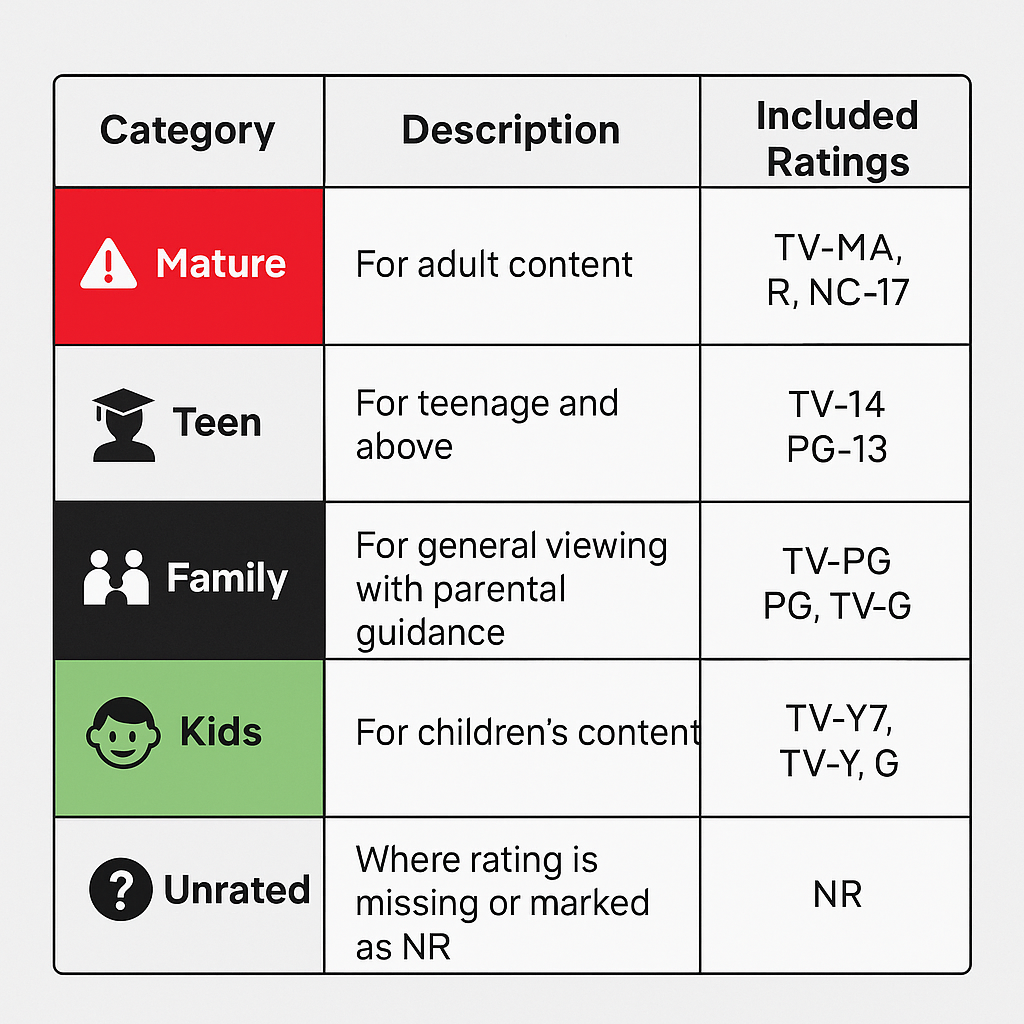 Category
Description
Included
Ratings
Mature
For adult content
TV-MA,
R, NC-17
Teen
For teenage and
above
TV-14
PG-13
Family
For general viewing
with parental
guidance
TV-PG
PG, TV-G
Kids
For children’s content
TV-Y7,
TV-Y, G
? Unrated
Where rating is
missing or marked
as NR
NR